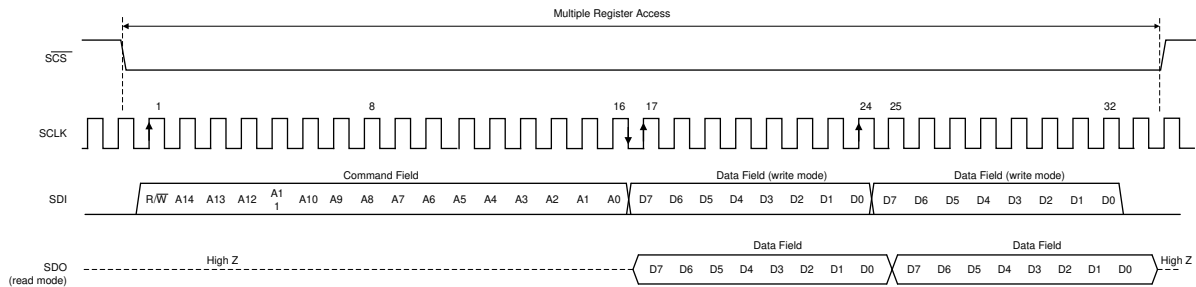 Multiple Register Access
SCS
1 8 16 17 24 25 32
SCLK
Command Field Data Field (write mode) Data Field (write mode)
SDI R/W A14 A13 A12 A1 A10 A9 A8 A7 A6 A5 A4 A3 A2 A1 A0 D7 D6 D5 D4 D3 D2 D1 D0 D7 D6 D5 D4 D3 D2 D1 D0
1
Data Field Data Field
High Z High Z
SDO D7 D6 D5 D4 D3 D2 D1 D0 D7 D6 D5 D4 D3 D2 D1 D0
(read mode)